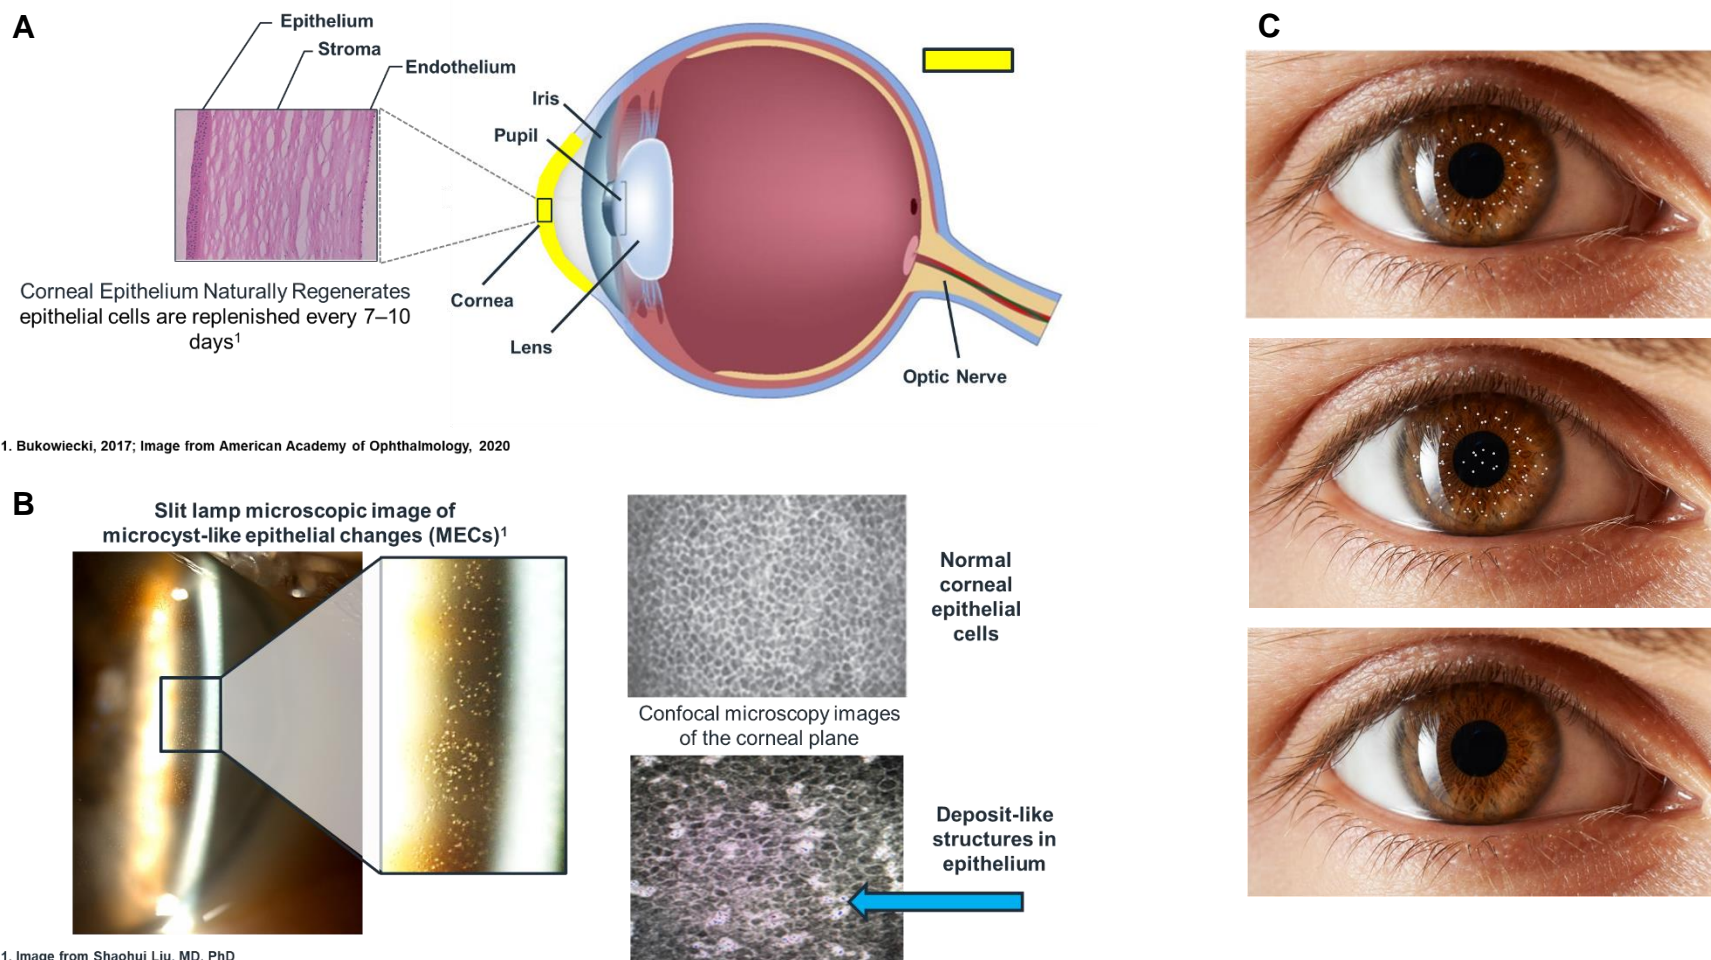 A
Epithelium
Stroma
Endothelium
Iris
Pupil
Cornea
Lens
Optic Nerve
Corneal Epithelium Naturally Regenerates
epithelial cells are replenished every 7–10
days¹
1. Bukowiecki, 2017; Image from American Academy of Ophthalmology, 2020
B
Slit lamp microscopic image of
microcyst-like epithelial changes (MECs)¹
Normal
corneal
epithelial
cells
Confocal microscopy images
of the corneal plane
Deposit-like
structures in
epithelium
1. Image from Shaohui Liu, MD, PhD
C